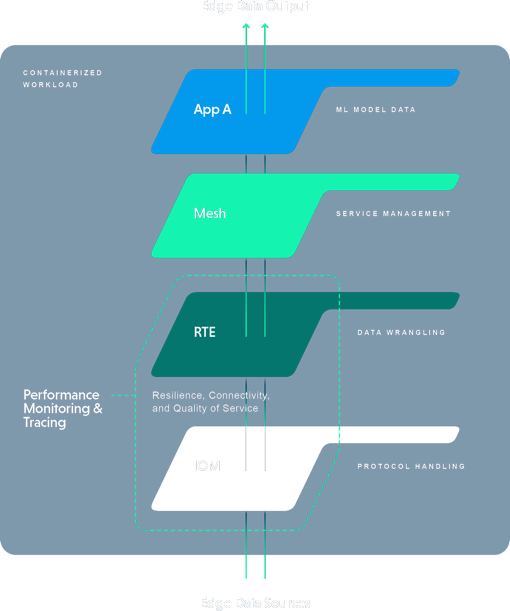 Edge Data Output
CONTAINERIZED
WORKLOAD
App A
ML MODEL DATA
Mesh
SERVICE MANAGEMENT
RTE
DATA WRANGLING
Performance
Monitoring &
Tracing
Resilience, Connectivity,
and Quality of Service
IOM
PROTOCOL HANDLING
Edge Data Sources